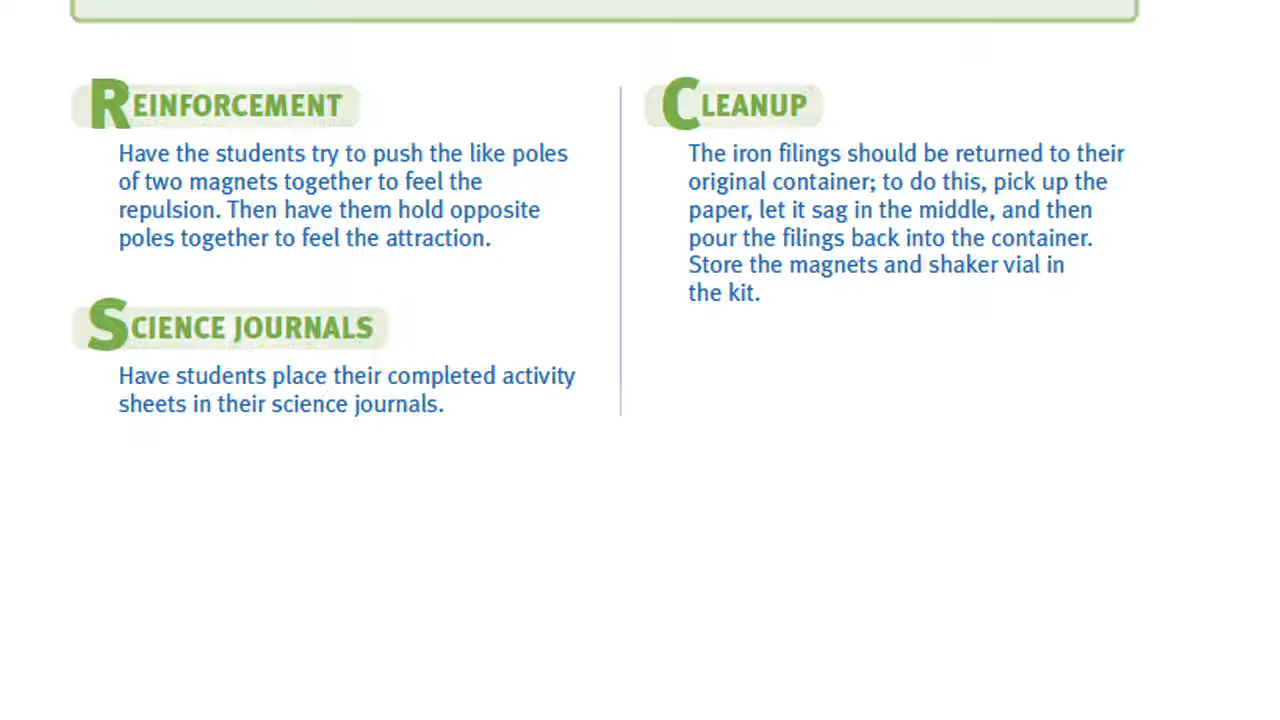 REINFORCEMENT
Have the students try to push the like poles
of two magnets together to feel the
repulsion. Then have them hold opposite
poles together to feel the attraction.
SCIENCE JOURNALS
Have students place their completed activity
sheets in their science journals.
CLEANUP
The iron filings should be returned to their
original container; to do this, pick up the
paper, let it sag in the middle, and then
pour the filings back into the container.
Store the magnets and shaker vial in
the kit.